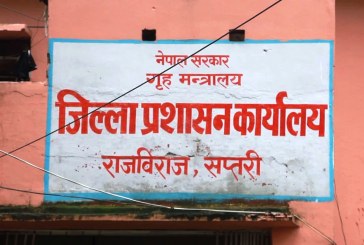 नेपाल सरकार
गृह मन्त्रालय
जिल्ला प्रशासन कार्यालय
राजविराज, सप्तरी